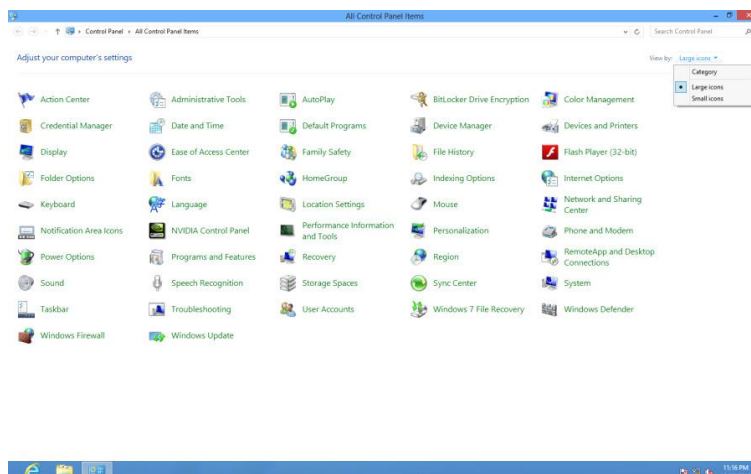 All Control Panel Items
Control Panel All Control Panel Items
Search Control Panel
Adjust your computer's settings
View by: Large icons
Category
Large icons
Small icons
Action Center
Administrative Tools
AutoPlay
BitLocker Drive Encryption
Color Management
Credential Manager
Date and Time
Default Programs
Device Manager
Devices and Printers
Display
Ease of Access Center
Family Safety
File History
Flash Player (32-bit)
Folder Options
Fonts
HomeGroup
Indexing Options
Internet Options
Keyboard
Language
Location Settings
Mouse
Network and Sharing
Center
Notification Area Icons
NVIDIA Control Panel
Performance Information
and Tools
Personalization
Phone and Modem
Power Options
Programs and Features
Recovery
Region
RemoteApp and Desktop
Connections
Sound
Speech Recognition
Storage Spaces
Sync Center
System
Taskbar
Troubleshooting
User Accounts
Windows 7 File Recovery
Windows Defender
Windows Firewall
Windows Update
11:16 PM